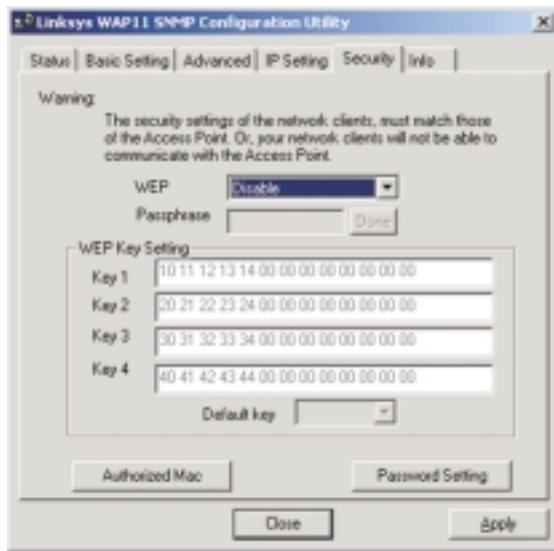 Linksys WAP11 SNMP Configuration Utility
Status Basic Setting Advanced IP Setting Security Info
Warning:
The security settings of the network clients, must match those
of the Access Point. Or, your network clients will not be able to
communicate with the Access Point.
WEP Disable
Passphrase Done
WEP Key Setting
Key 1 10 11 12 13 14 00 00 00 00 00 00 00 00
Key 2 20 21 22 23 24 00 00 00 00 00 00 00 00
Key 3 30 31 32 33 34 00 00 00 00 00 00 00 00
Key 4 40 41 42 43 44 00 00 00 00 00 00 00 00
Default key
Authorized Mac Password Setting
Close Apply